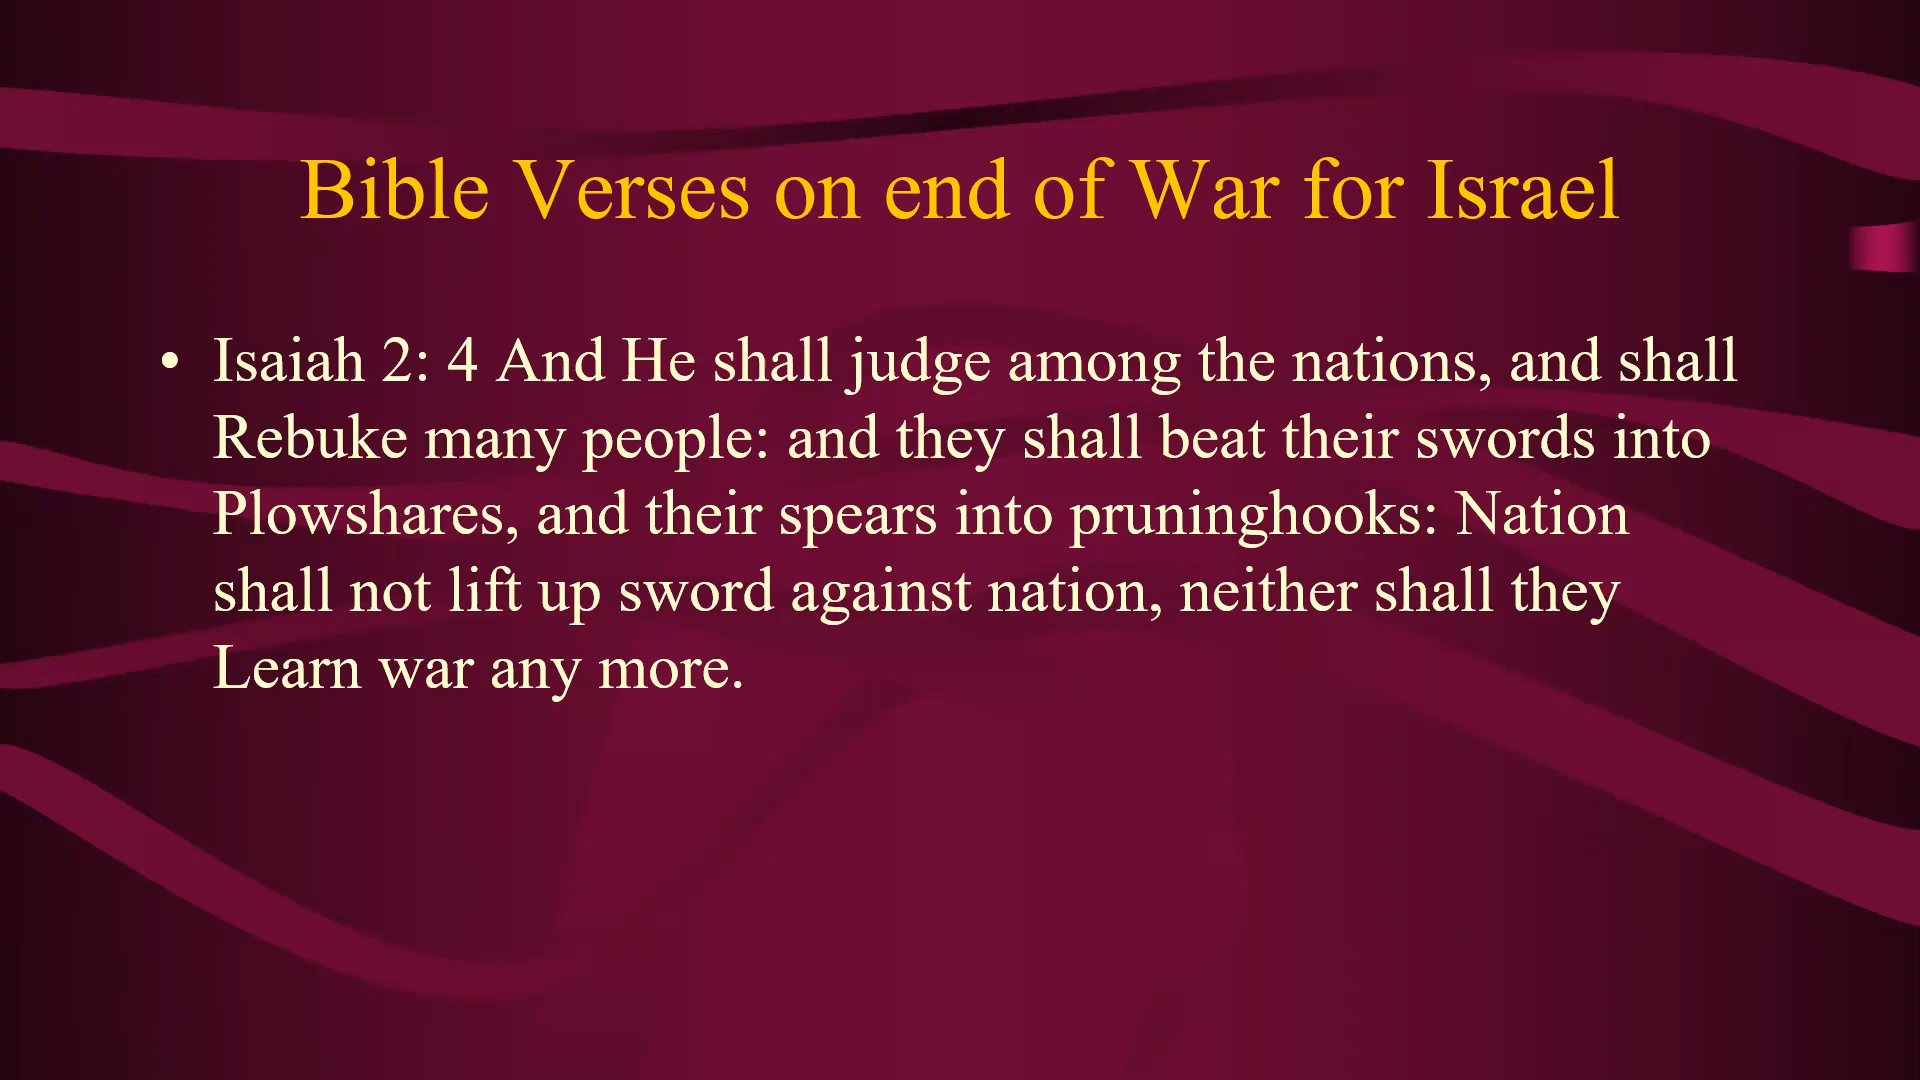 Bible Verses on end of War for Israel
• Isaiah 2: 4 And He shall judge among the nations, and shall
Rebuke many people: and they shall beat their swords into
Plowshares, and their spears into pruninghooks: Nation
shall not lift up sword against nation, neither shall they
Learn war any more.